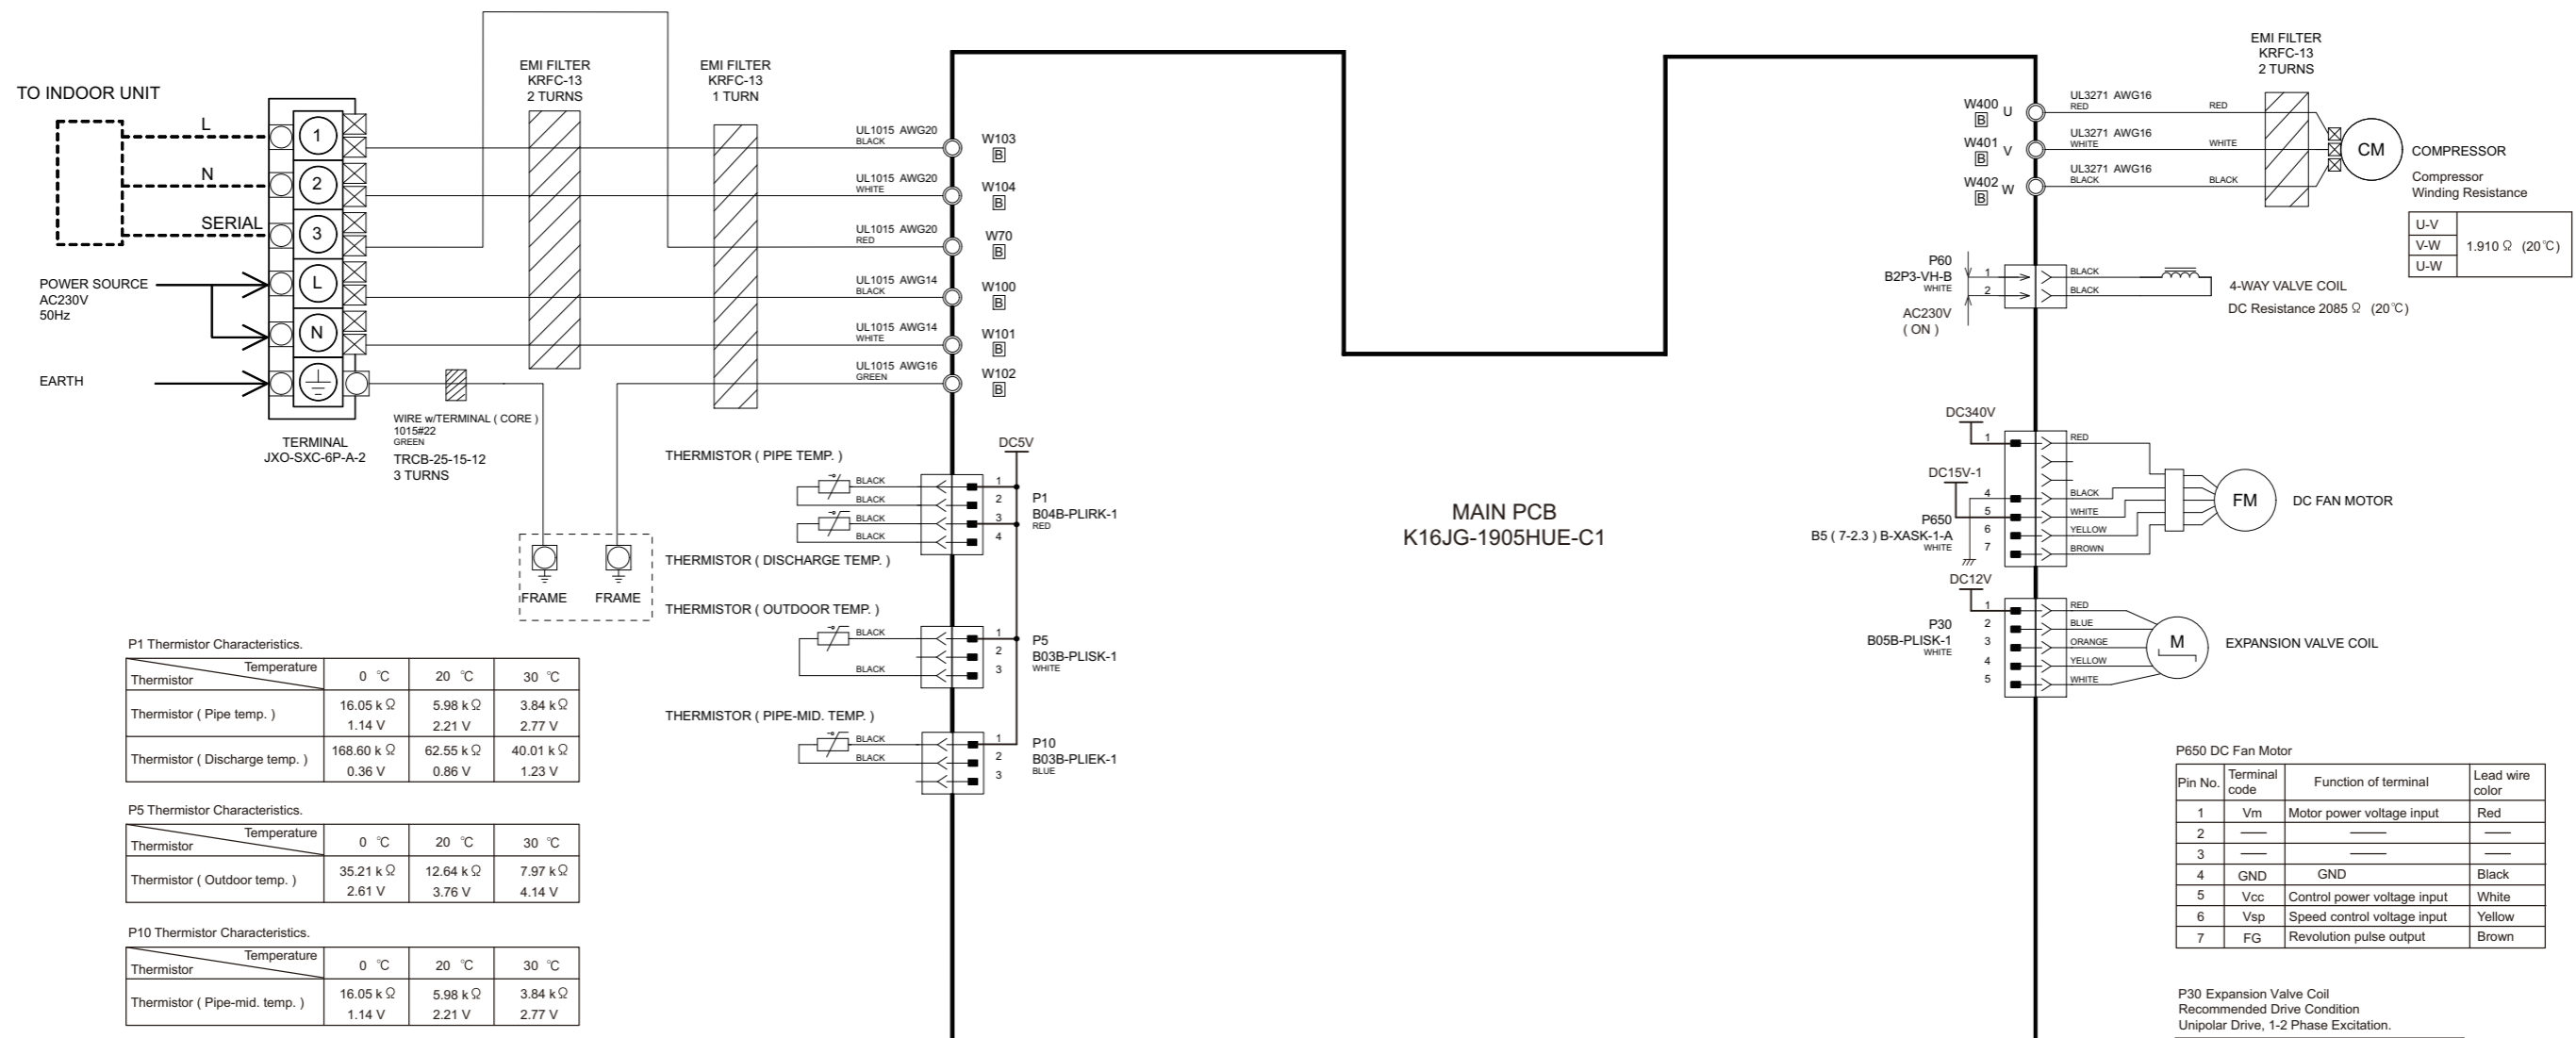 TO INDOOR UNIT
L
N
SERIAL
POWER SOURCE
AC230V
50Hz
EARTH
1
2
3
L
N
TERMINAL
JXO-SXC-6P-A-2
EMI FILTER
KRFC-13
2 TURNS
EMI FILTER
KRFC-13
1 TURN
WIRE w/TERMINAL ( CORE )
1015#22
GREEN
TRCB-25-15-12
3 TURNS
FRAME
FRAME
UL1015 AWG20
BLACK
W103
B
UL1015 AWG20
WHITE
W104
B
UL1015 AWG20
RED
W70
B
UL1015 AWG14
BLACK
W100
B
UL1015 AWG14
WHITE
W101
B
UL1015 AWG16
GREEN
W102
B
DC5V
THERMISTOR ( PIPE TEMP. )
BLACK
BLACK
BLACK
BLACK
1
2
3
4
P1
B04B-PLIRK-1
RED
THERMISTOR ( DISCHARGE TEMP. )
THERMISTOR ( OUTDOOR TEMP. )
BLACK
BLACK
1
2
3
P5
B03B-PLISK-1
WHITE
THERMISTOR ( PIPE-MID. TEMP. )
BLACK
BLACK
1
2
3
P10
B03B-PLIEK-1
BLUE
P1 Thermistor Characteristics.
Temperature
Thermistor
0 ℃ 20 ℃ 30 ℃
Thermistor ( Pipe temp. )
16.05 k Ω 5.98 k Ω 3.84 k Ω
1.14 V 2.21 V 2.77 V
Thermistor ( Discharge temp. )
168.60 k Ω 62.55 k Ω 40.01 k Ω
0.36 V 0.86 V 1.23 V
P5 Thermistor Characteristics.
Temperature
Thermistor
0 ℃ 20 ℃ 30 ℃
Thermistor ( Outdoor temp. )
35.21 k Ω 12.64 k Ω 7.97 k Ω
2.61 V 3.76 V 4.14 V
P10 Thermistor Characteristics.
Temperature
Thermistor
0 ℃ 20 ℃ 30 ℃
Thermistor ( Pipe-mid. temp. )
16.05 k Ω 5.98 k Ω 3.84 k Ω
1.14 V 2.21 V 2.77 V
MAIN PCB
K16JG-1905HUE-C1
EMI FILTER
KRFC-13
2 TURNS
W400 U
B
UL3271 AWG16
RED
RED
W401 V
B
UL3271 AWG16
WHITE
WHITE
W402 W
B
UL3271 AWG16
BLACK
BLACK
CM
COMPRESSOR
Compressor
Winding Resistance
U-V
V-W
U-W
1.910 Ω (20℃)
P60
B2P3-VH-B
WHITE
1
2
AC230V
( ON )
BLACK
BLACK
4-WAY VALVE COIL
DC Resistance 2085 Ω (20℃)
DC340V
DC15V-1
P650
B5 ( 7-2.3 ) B-XASK-1-A
WHITE
1
4
5
6
7
RED
BLACK
WHITE
YELLOW
BROWN
FM
DC FAN MOTOR
DC12V
P30
B05B-PLISK-1
WHITE
1
2
3
4
5
RED
BLUE
ORANGE
YELLOW
WHITE
M
EXPANSION VALVE COIL
P650 DC Fan Motor
Pin No. Terminal code Function of terminal Lead wire color
1 Vm Motor power voltage input Red
2 — — —
3 — — —
4 GND GND Black
5 Vcc Control power voltage input White
6 Vsp Speed control voltage input Yellow
7 FG Revolution pulse output Brown
P30 Expansion Valve Coil
Recommended Drive Condition
Unipolar Drive, 1-2 Phase Excitation.